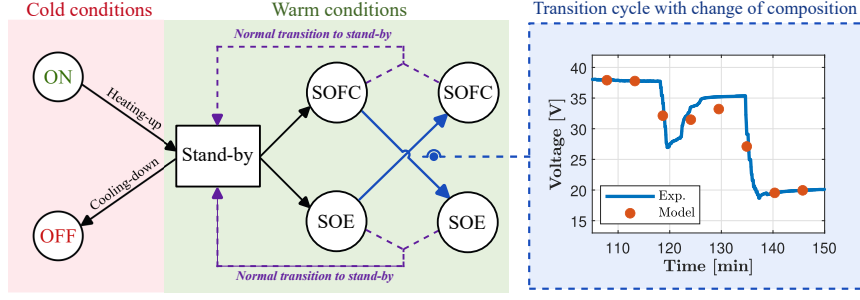 Cold conditions
Warm conditions
Transition cycle with change of composition
Normal transition to stand-by
ON
Heating-up
Stand-by
Cooling-down
OFF
SOFC
SOFC
SOE
SOE
Normal transition to stand-by
Voltage [V]
40
35
30
25
20
15
Exp.
Model
110
120
130
140
150
Time [min]